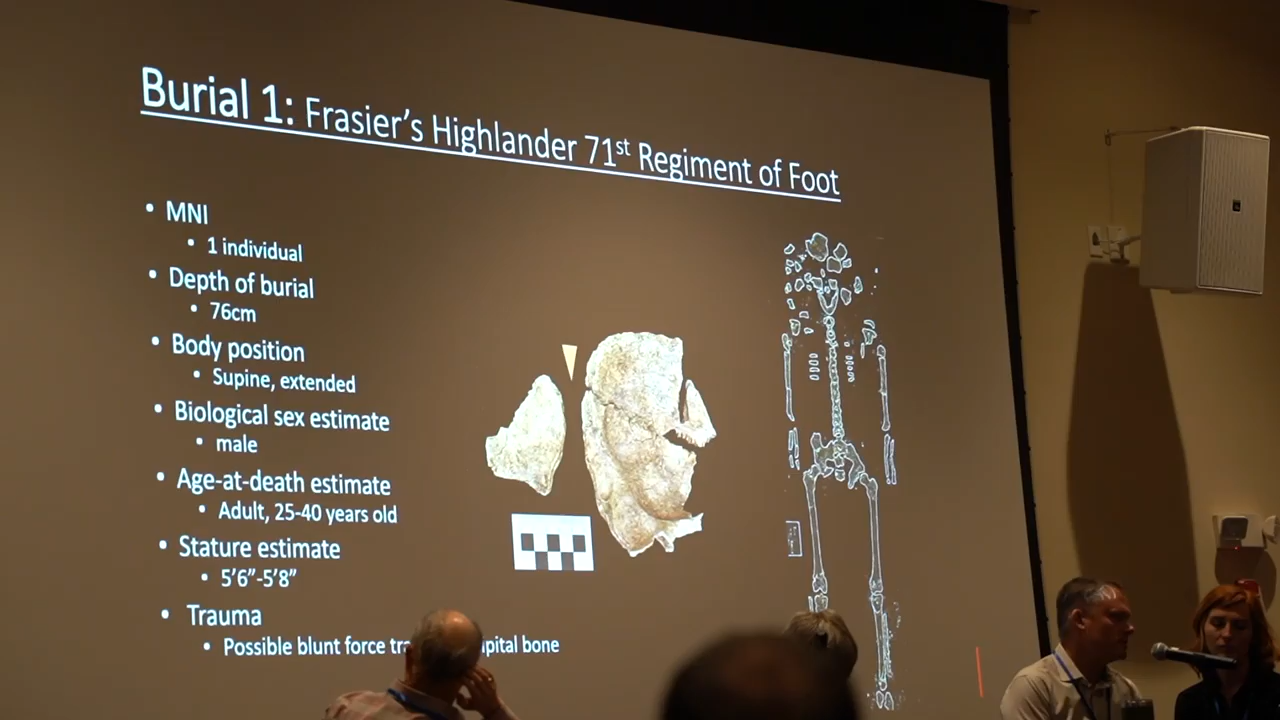 Burial 1: Frasier's Highlander 71st Regiment of Foot
• MNI
• 1 individual
• Depth of burial
• 76cm
• Body position
• Supine, extended
• Biological sex estimate
• male
• Age-at-death estimate
• Adult, 25-40 years old
• Stature estimate
• 5'6"-5'8"
• Trauma
• Possible blunt force bone